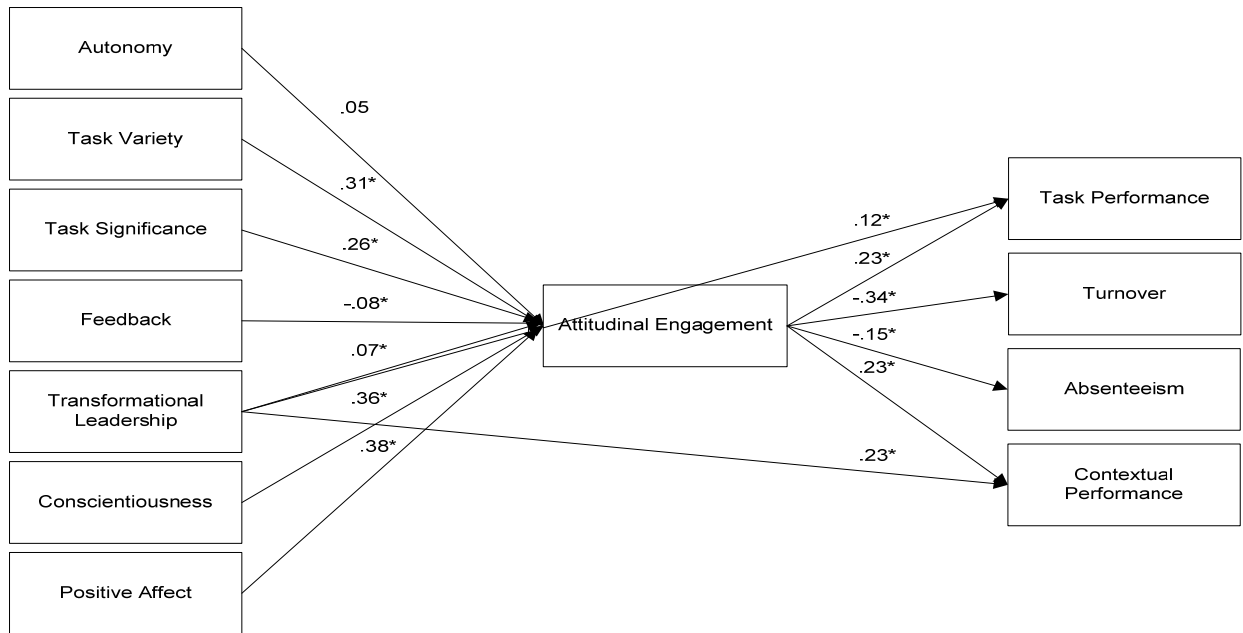 Autonomy
Task Variety
Task Significance
Feedback
Transformational
Leadership
Conscientiousness
Positive Affect
.05
.31*
.26*
-.08*
.07*
.36*
.38*
Attitudinal Engagement
.12*
.23*
-.34*
-.15*
.23*
.23*
Task Performance
Turnover
Absenteeism
Contextual
Performance